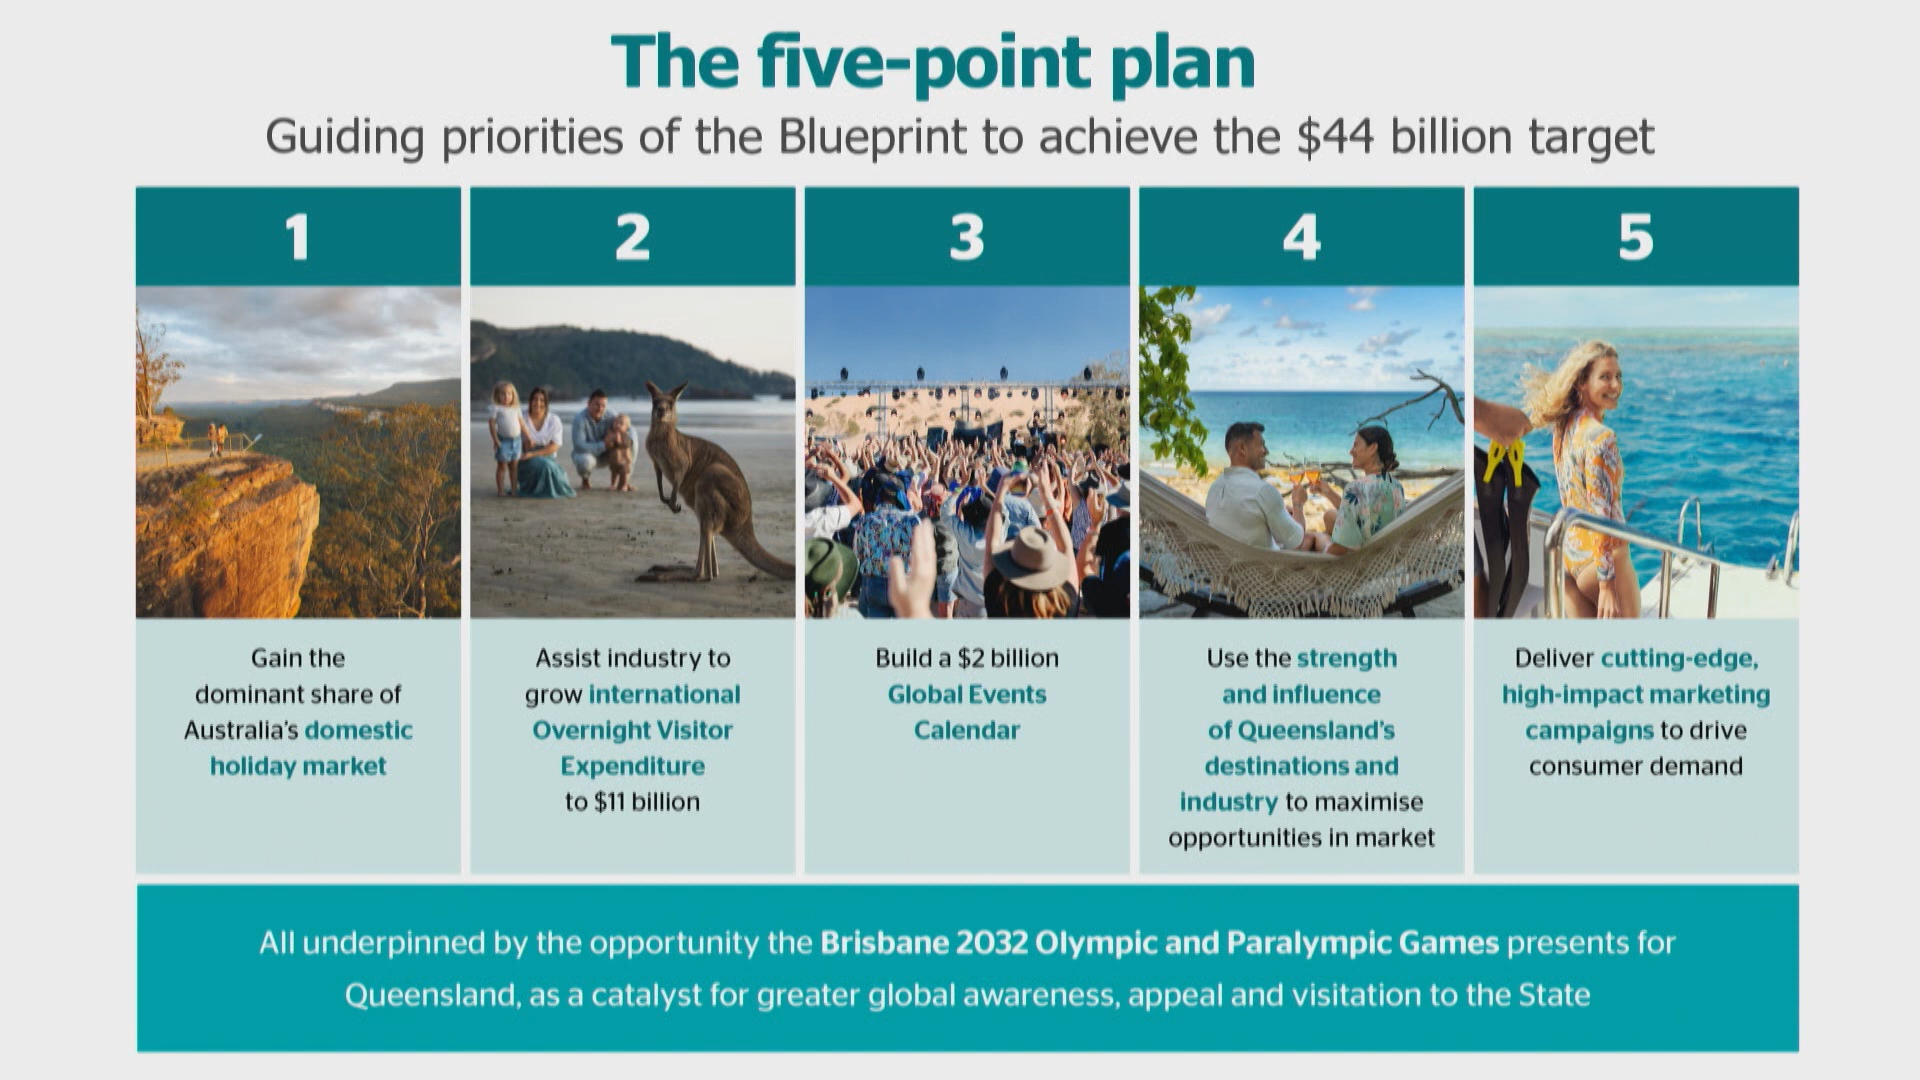 The five-point plan
Guiding priorities of the Blueprint to achieve the $44 billion target
1
Gain the
dominant share of
Australia's domestic
holiday market
2
Assist industry to
grow international
Overnight Visitor
Expenditure
to $11 billion
3
Build a $2 billion
Global Events
Calendar
4
Use the strength
and influence
of Queensland's
destinations and
industry to maximise
opportunities in market
5
Deliver cutting-edge,
high-impact marketing
campaigns to drive
consumer demand
All underpinned by the opportunity the Brisbane 2032 Olympic and Paralympic Games presents for
Queensland, as a catalyst for greater global awareness, appeal and visitation to the State